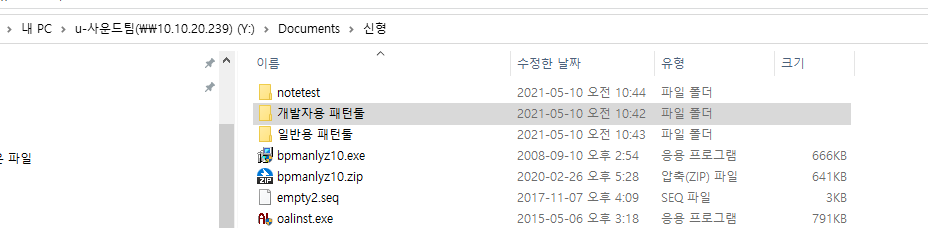 내 PC > u-사운드팀(₩₩10.10.20.239) (Y:) > Documents > 신형
이름 수정한 날짜 유형 크기
notetest 2021-05-10 오전 10:44 파일 폴더
개발자용 패턴툴 2021-05-10 오전 10:42 파일 폴더
일반용 패턴툴 2021-05-10 오전 10:43 파일 폴더
파일 bpmanlyz10.exe 2008-09-10 오후 2:54 응용 프로그램 666KB
ZIP bpmanlyz10.zip 2020-02-26 오후 5:28 압축(ZIP) 파일 641KB
empty2.seq 2017-11-07 오후 4:09 SEQ 파일 3KB
oalinst.exe 2015-05-06 오후 3:18 응용 프로그램 791KB